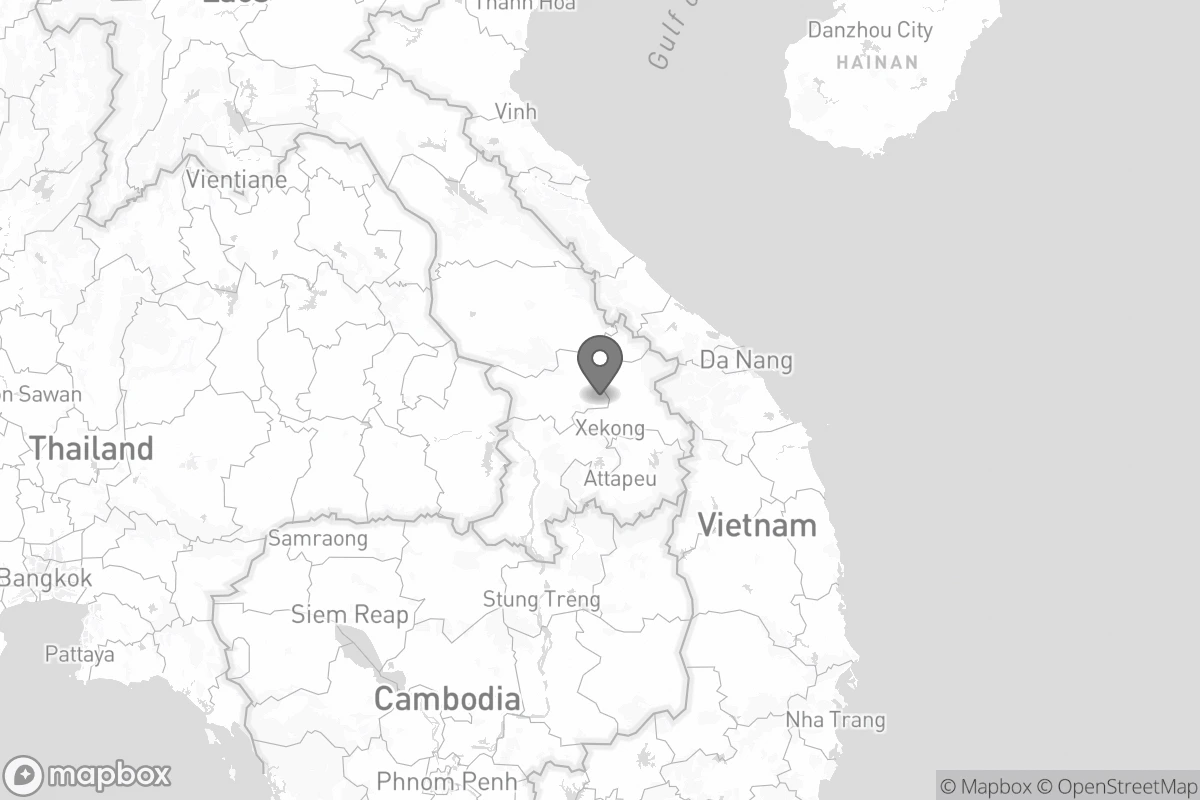 Laos
Thanh Hoa
Gulf o
Danzhou City
HAINAN
Vinh
Vientiane
Da Nang
on Sawan
Xekong
Thailand
Attapeu
Vietnam
Samraong
Bangkok
Stung Treng
Siem Reap
Pattaya
Cambodia
Nha Trang
Phnom Penh
mapbox
© Mapbox © OpenStreetMap